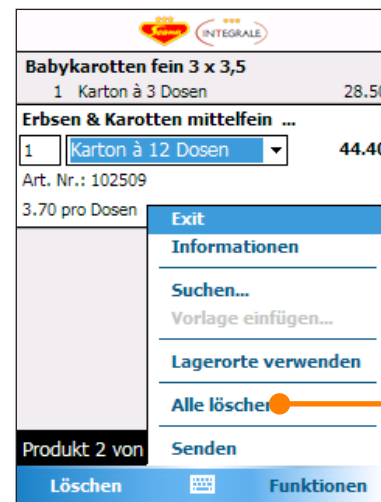 INTEGRALE
Babykarotten fein 3 x 3,5
1 Karton à 3 Dosen 28.50
Erbsen & Karotten mittelfein ...
1 Karton à 12 Dosen 44.40
Art. Nr.: 102509
3.70 pro Dosen
Exit
Informationen
Suchen...
Vorlage einfügen...
Lagerorte verwenden
Alle löschen
Senden
Produkt 2 von
Löschen Funktionen